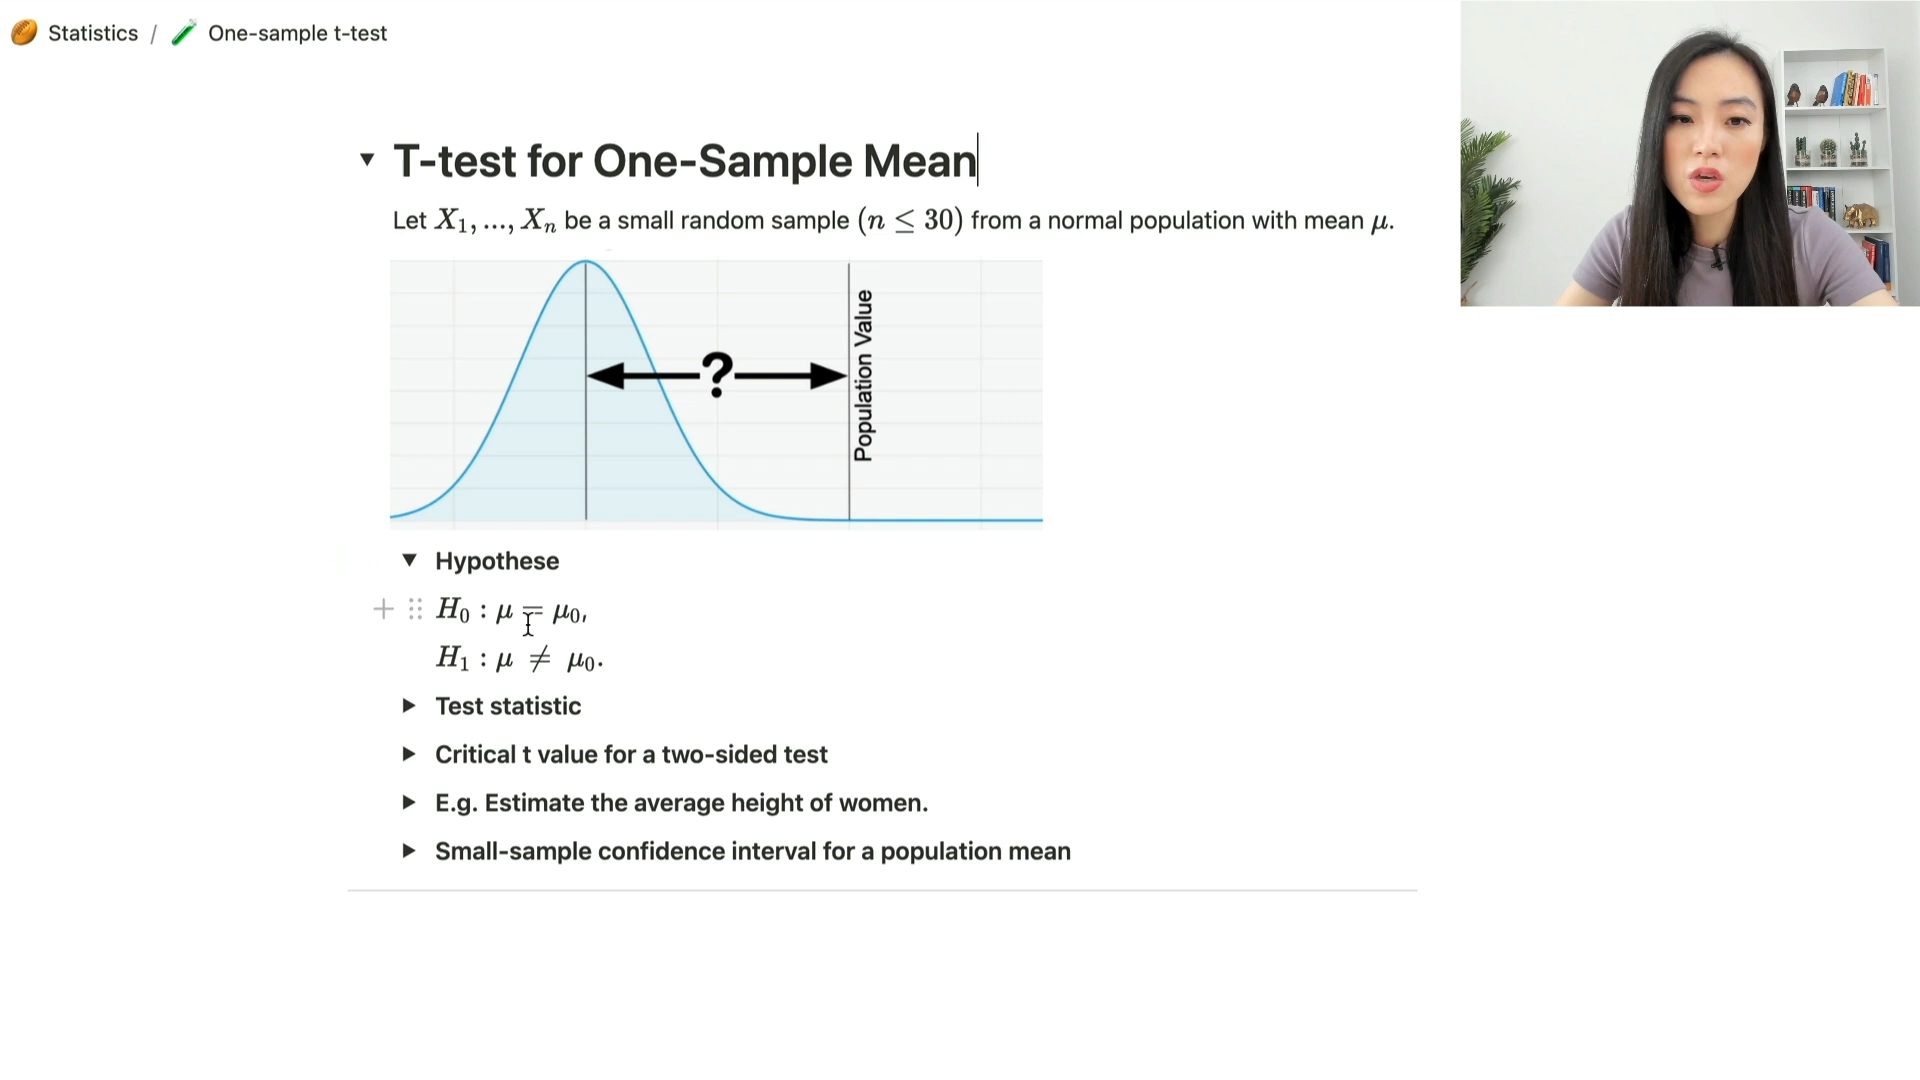 Statistics / One-sample t-test
T-test for One-Sample Mean
Let X₁, ..., Xₙ be a small random sample (n ≤ 30) from a normal population with mean μ.
?
Population Value
Hypothese
H₀ : μ = μ₀,
H₁ : μ ≠ μ₀.
Test statistic
Critical t value for a two-sided test
E.g. Estimate the average height of women.
Small-sample confidence interval for a population mean